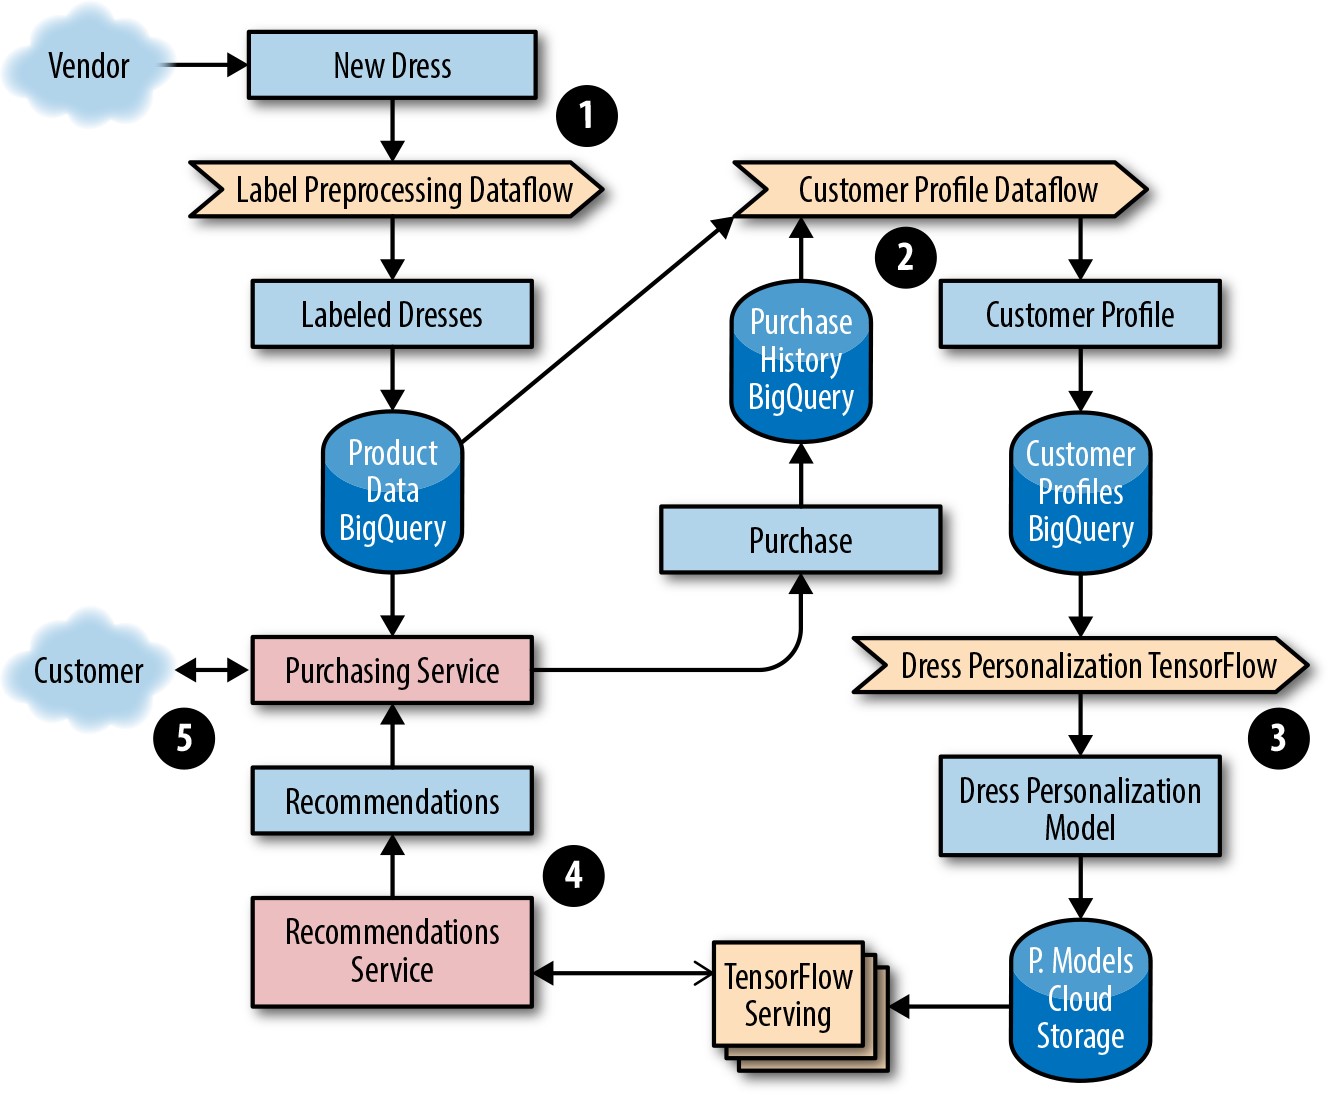 Vendor
New Dress
1
Label Preprocessing Dataflow
Customer Profile Dataflow
2
Labeled Dresses
Purchase
History
BigQuery
Customer Profile
Product
Data
BigQuery
Customer
Profiles
BigQuery
Purchase
Customer
Purchasing Service
Dress Personalization TensorFlow
5
3
Recommendations
Dress Personalization
Model
4
Recommendations
Service
TensorFlow
Serving
P. Models
Cloud
Storage